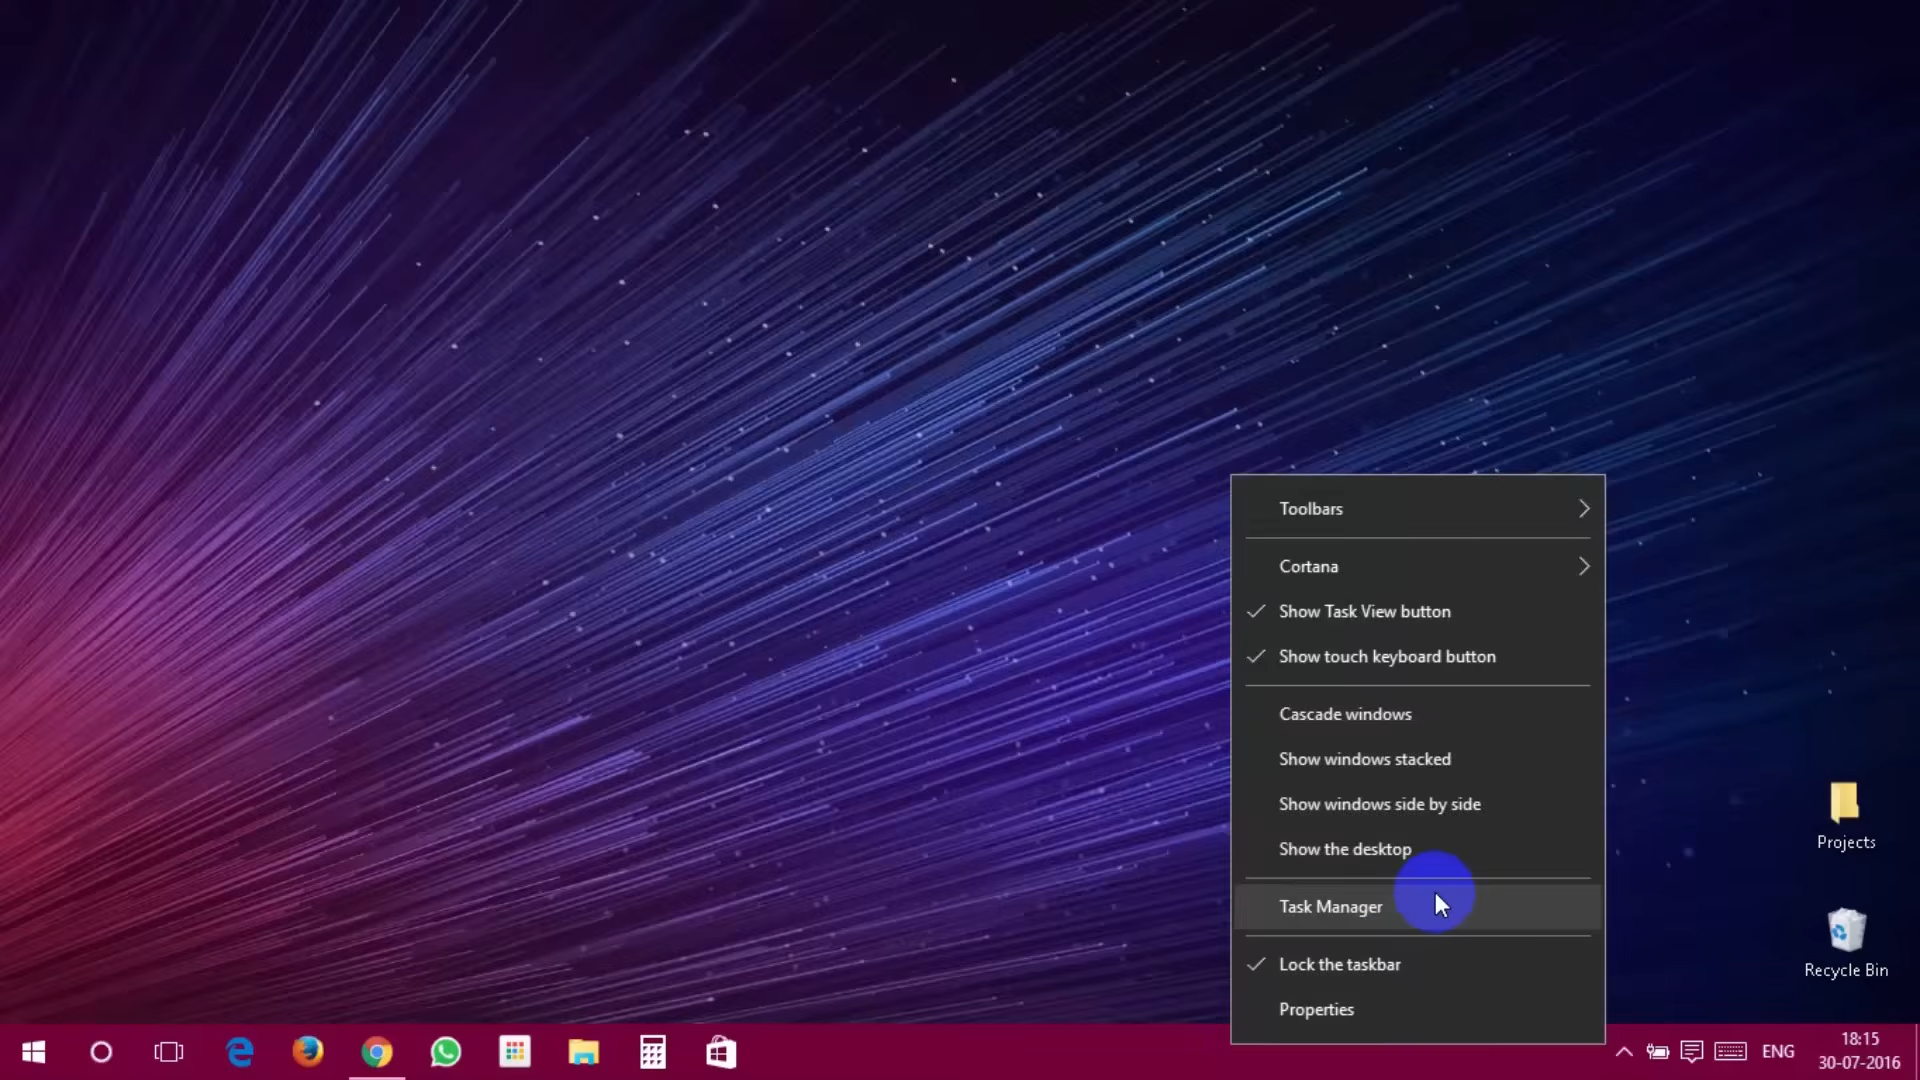 Toolbars
Cortana
Show Task View button
Show touch keyboard button
Cascade windows
Show windows stacked
Show windows side by side
Show the desktop
Task Manager
Lock the taskbar
Properties
Projects
Recycle Bin
ENG
18:15
30-07-2016